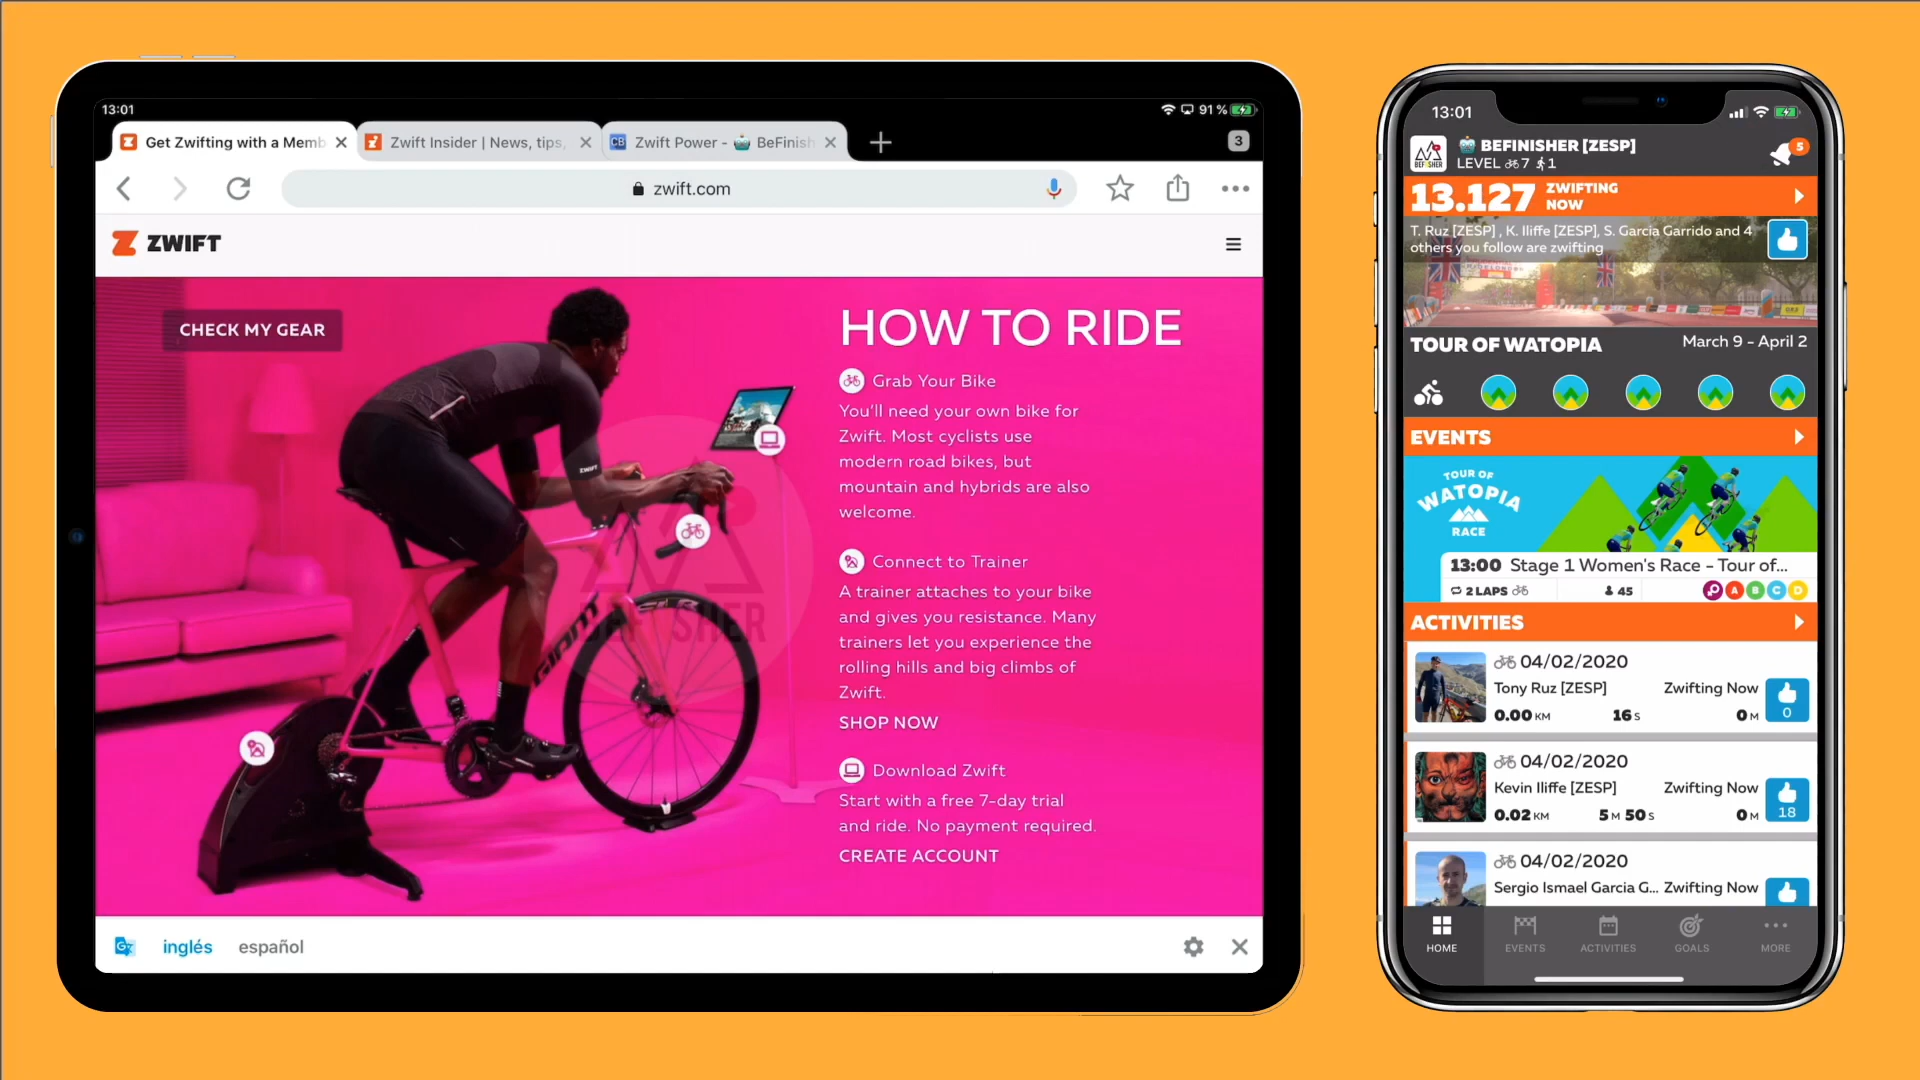 13:01
91 %
Get Zwifting with a Memb
Zwift Insider | News, tips,
CB
Zwift Power - 🤖 BeFinish
3
zwift.com
ZWIFT
CHECK MY GEAR
ZWIFT
GIANT
SLR
BEFINISHER
HOW TO RIDE
Grab Your Bike
You'll need your own bike for
Zwift. Most cyclists use
modern road bikes, but
mountain and hybrids are also
welcome.
Connect to Trainer
A trainer attaches to your bike
and gives you resistance. Many
trainers let you experience the
rolling hills and big climbs of
Zwift.
SHOP NOW
Download Zwift
Start with a free 7-day trial
and ride. No payment required.
CREATE ACCOUNT
inglés
español
13:01
BEFINISHER
BEFINISHER [ZESP]
LEVEL 7 1
5
13.127 ZWIFTING
NOW
T. Ruz [ZESP] , K. Iliffe [ZESP], S. Garcia Garrido and 4
others you follow are zwifting
TOUR OF WATOPIA
March 9 - April 2
EVENTS
TOUR OF
WATOPIA
RACE
13:00 Stage 1 Women's Race - Tour of...
2 LAPS
45
A B C D
ACTIVITIES
04/02/2020
Tony Ruz [ZESP]
Zwifting Now
0.00 KM
16 S
0 M
0
04/02/2020
Kevin Iliffe [ZESP]
Zwifting Now
0.02 KM
5 M 50 S
0 M
18
04/02/2020
Sergio Ismael Garcia G...
Zwifting Now
HOME
EVENTS
ACTIVITIES
GOALS
MORE